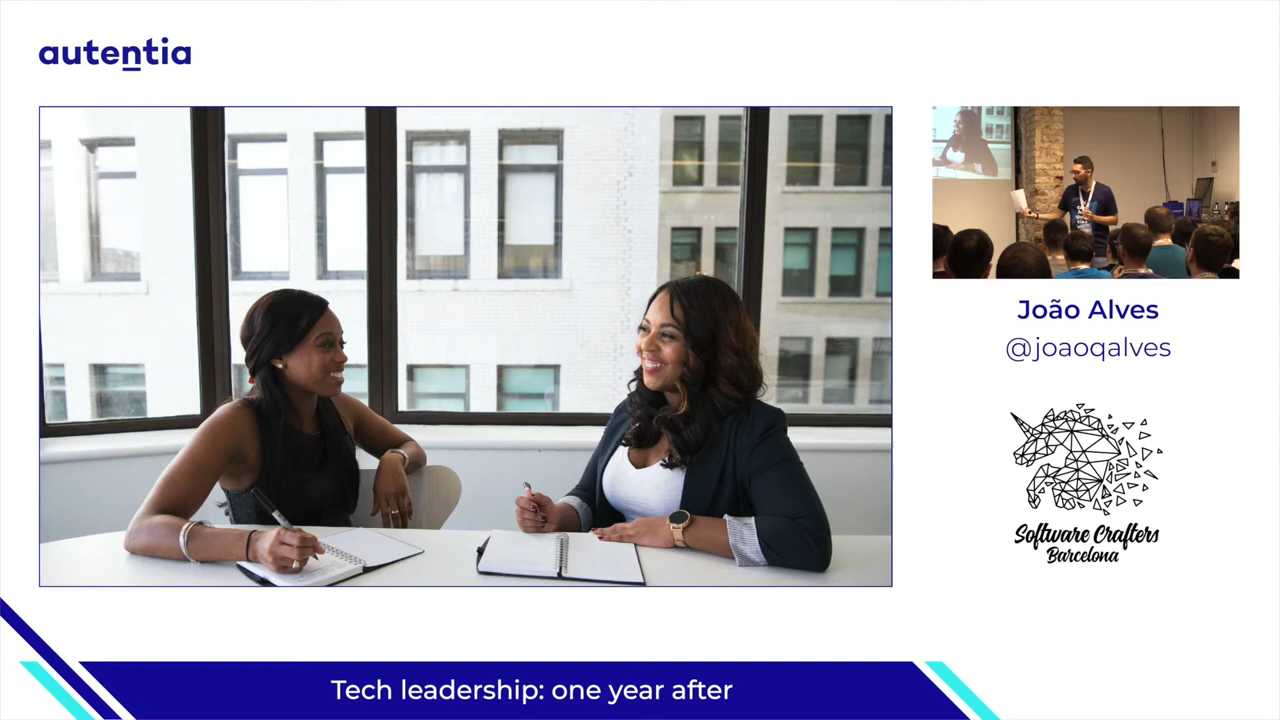 autentia
João Alves
@joaoqalves
Software Crafters
Barcelona
Tech leadership: one year after